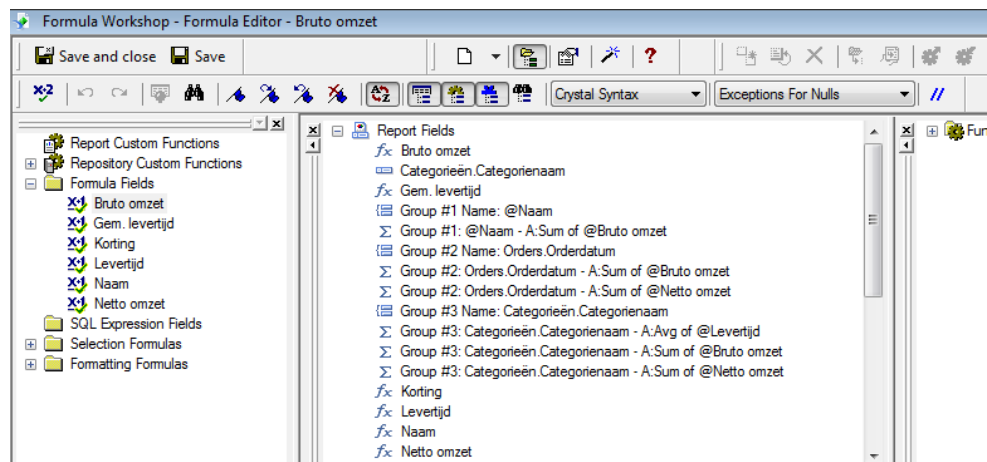 Formula Workshop - Formula Editor - Bruto omzet
Save and close Save
Crystal Syntax Exceptions For Nulls //
Report Custom Functions
Repository Custom Functions
Formula Fields
Bruto omzet
Gem. levertijd
Korting
Levertijd
Naam
Netto omzet
SQL Expression Fields
Selection Formulas
Formatting Formulas
Report Fields
Bruto omzet
Categorieën.Categorienaam
Gem. levertijd
Group #1 Name: @Naam
Group #1: @Naam - A:Sum of @Bruto omzet
Group #2 Name: Orders.Orderdatum
Group #2: Orders.Orderdatum - A:Sum of @Bruto omzet
Group #2: Orders.Orderdatum - A:Sum of @Netto omzet
Group #3 Name: Categorieën.Categorienaam
Group #3: Categorieën.Categorienaam - A:Avg of @Levertijd
Group #3: Categorieën.Categorienaam - A:Sum of @Bruto omzet
Group #3: Categorieën.Categorienaam - A:Sum of @Netto omzet
Korting
Levertijd
Naam
Netto omzet
Fun